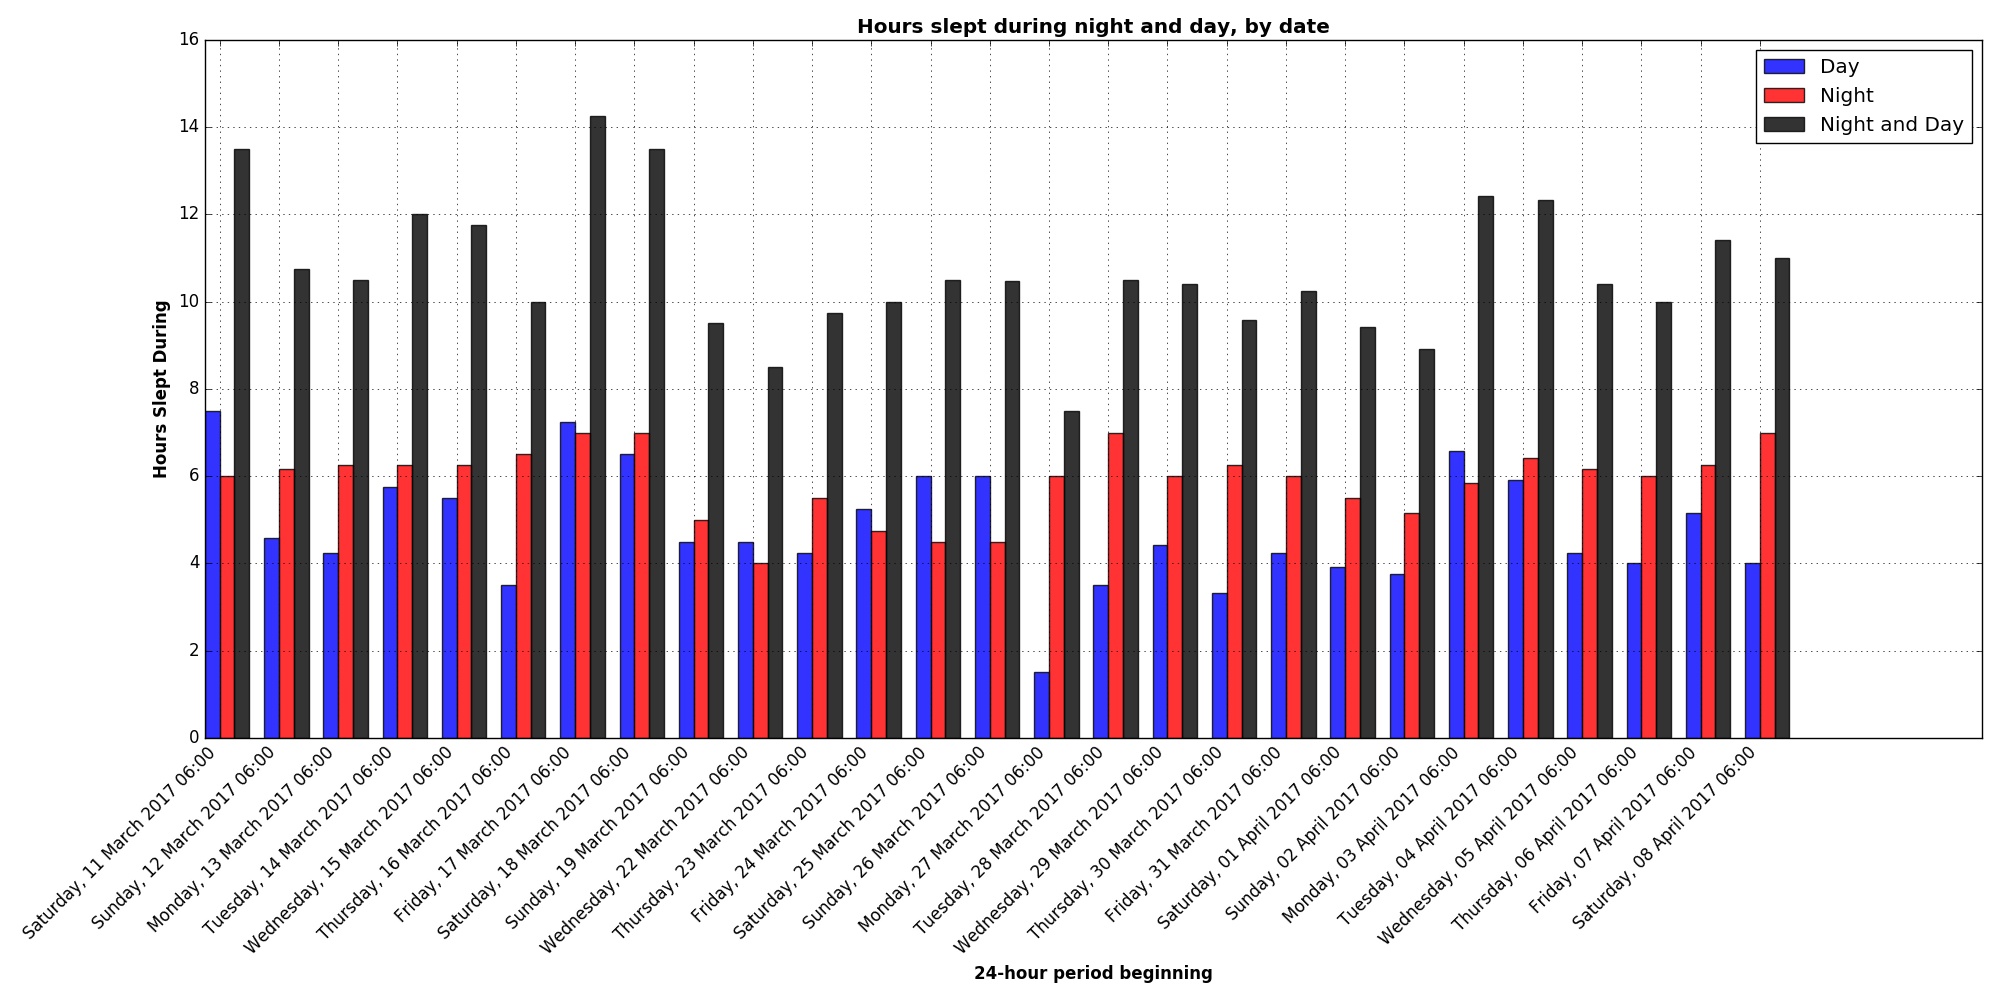 Hours slept during night and day, by date
16
14
12
10
8
6
4
2
0
Hours Slept During
Day
Night
Night and Day
Saturday, 11 March 2017 06:00
Sunday, 12 March 2017 06:00
Monday, 13 March 2017 06:00
Tuesday, 14 March 2017 06:00
Wednesday, 15 March 2017 06:00
Thursday, 16 March 2017 06:00
Friday, 17 March 2017 06:00
Saturday, 18 March 2017 06:00
Sunday, 19 March 2017 06:00
Wednesday, 22 March 2017 06:00
Thursday, 23 March 2017 06:00
Friday, 24 March 2017 06:00
Saturday, 25 March 2017 06:00
Sunday, 26 March 2017 06:00
Monday, 27 March 2017 06:00
Tuesday, 28 March 2017 06:00
Wednesday, 29 March 2017 06:00
Thursday, 30 March 2017 06:00
Friday, 31 March 2017 06:00
Saturday, 01 April 2017 06:00
Sunday, 02 April 2017 06:00
Monday, 03 April 2017 06:00
Tuesday, 04 April 2017 06:00
Wednesday, 05 April 2017 06:00
Thursday, 06 April 2017 06:00
Friday, 07 April 2017 06:00
Saturday, 08 April 2017 06:00
24-hour period beginning